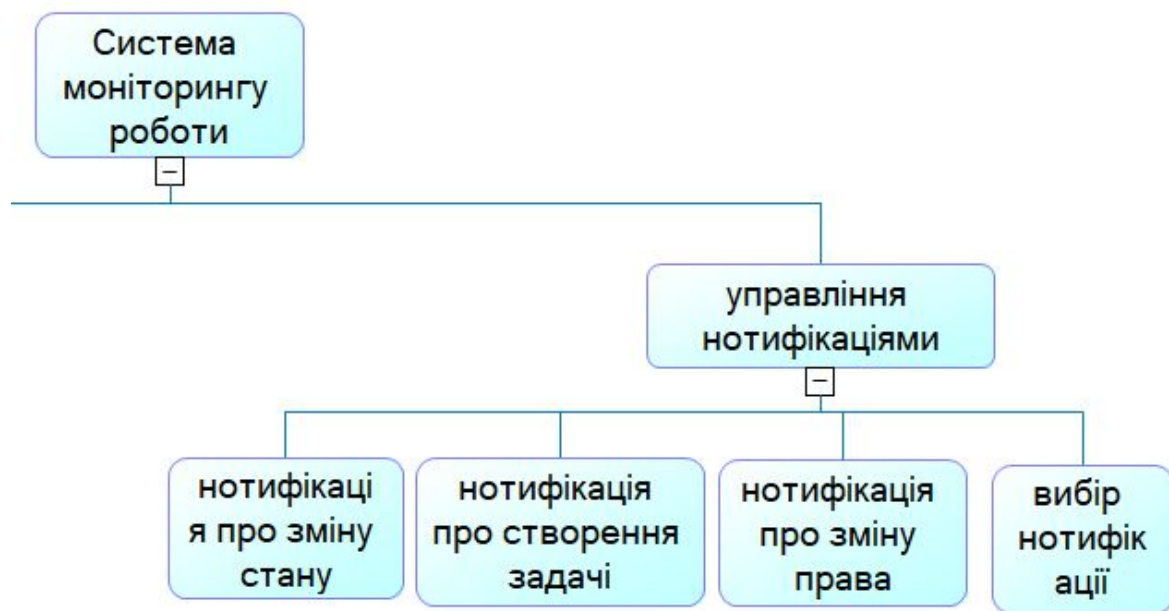 Система
моніторингу
роботи
управління
нотифікаціями
нотифікаці
я про зміну
стану
нотифікація
про створення
задачі
нотифікація
про зміну
права
вибір
нотифік
ації